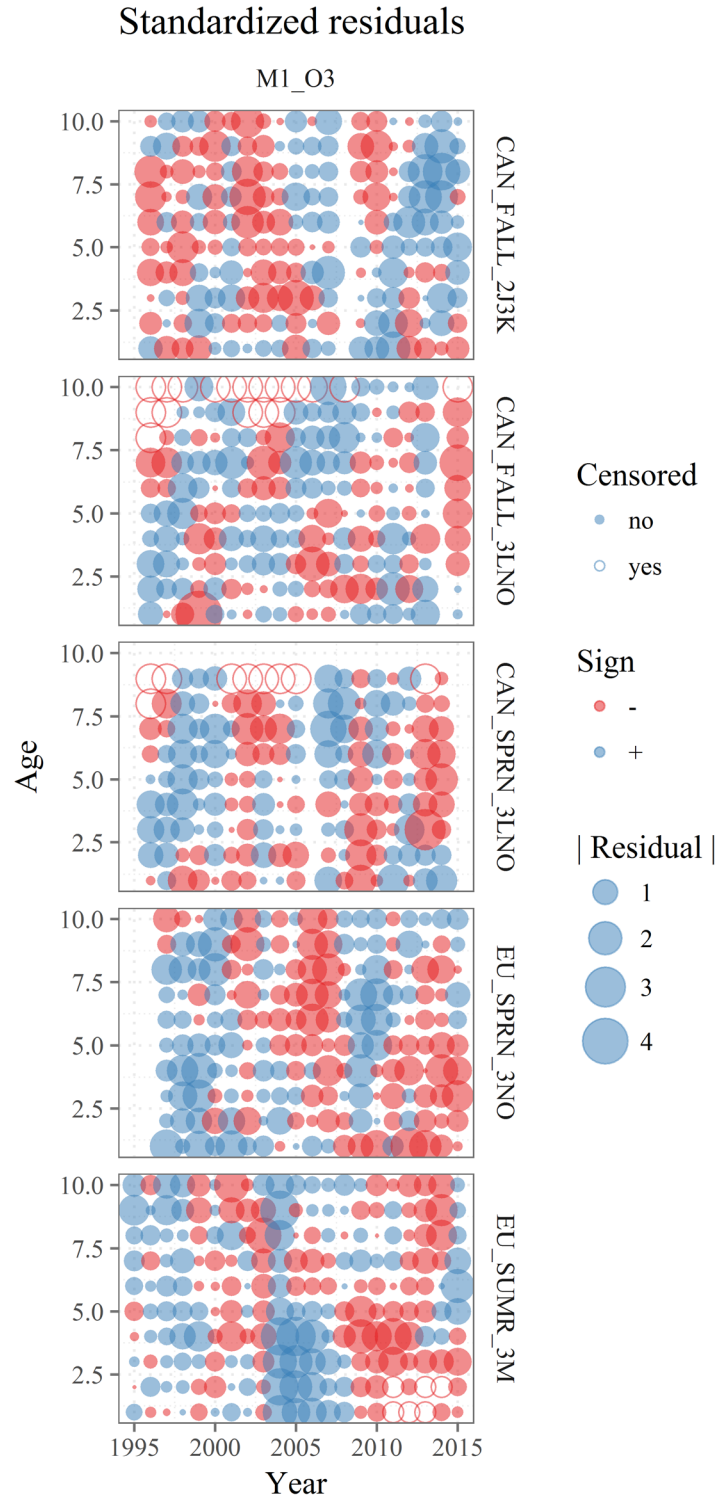 Standardized residuals
M1_O3
10.0
7.5
5.0
2.5
CAN_FALL_2J3K
10.0
7.5
5.0
2.5
CAN_FALL_3LNO
10.0
7.5
5.0
2.5
CAN_SPRN_3LNO
10.0
7.5
5.0
2.5
EU_SPRN_3NO
10.0
7.5
5.0
2.5
EU_SUMR_3M
1995 2000 2005 2010 2015
Year
Age
Censored
no
yes
Sign
-
+
| Residual |
1
2
3
4